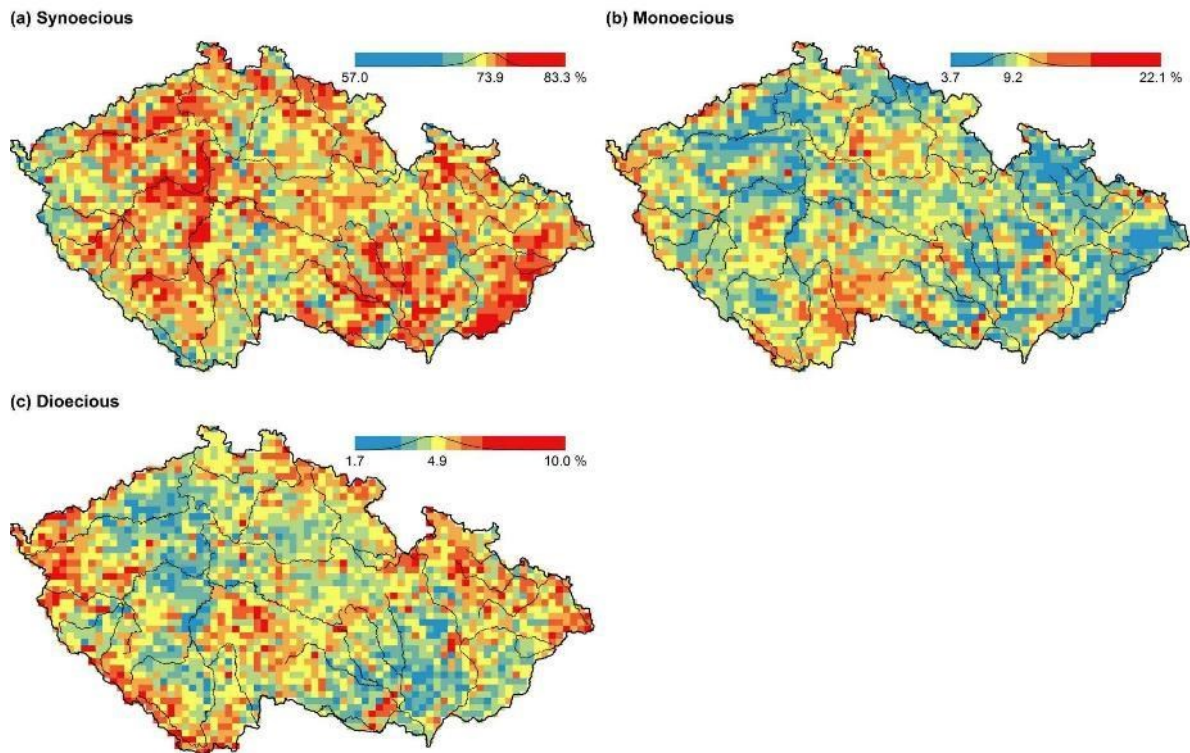 (a) Synoecious
57.0 73.9 83.3 %
(b) Monoecious
3.7 9.2 22.1 %
(c) Dioecious
1.7 4.9 10.0 %